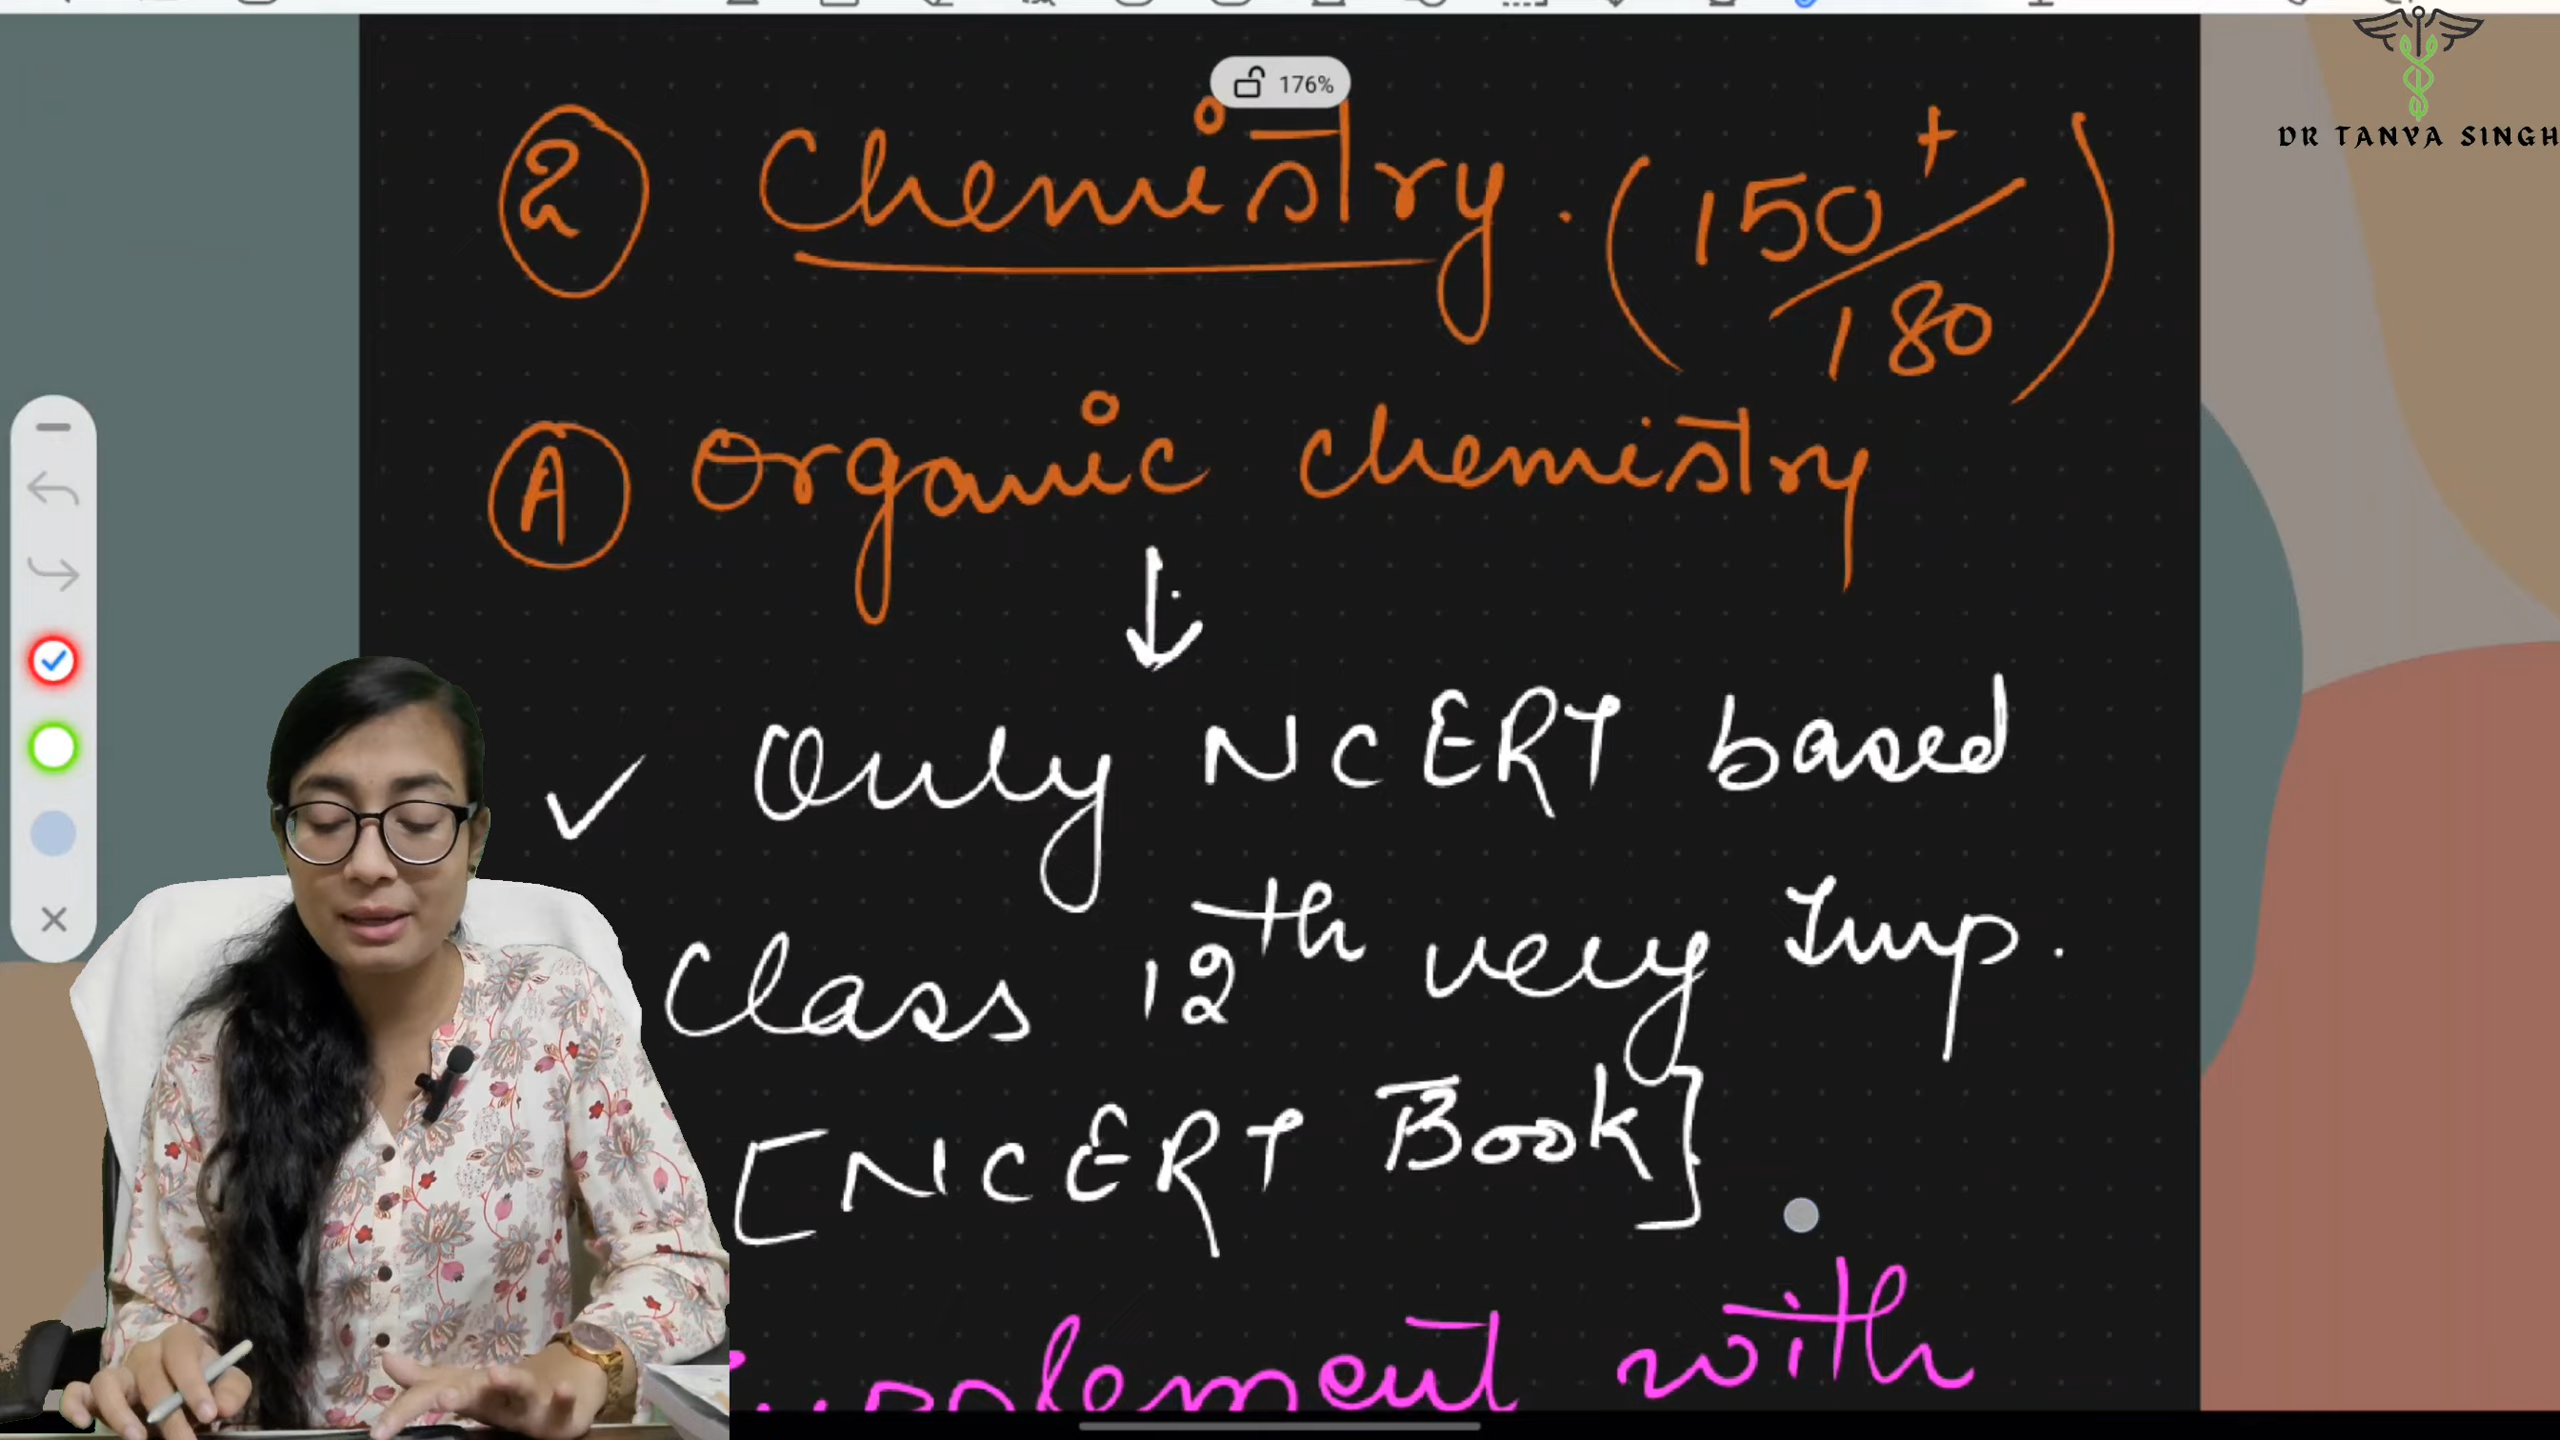 176%
DR TANYA SINGH
② Chemistry. (150+/180)
Ⓐ Organic chemistry
↓
✓ Only NCERT based
Class 12th very Imp.
[NCERT Book]
with